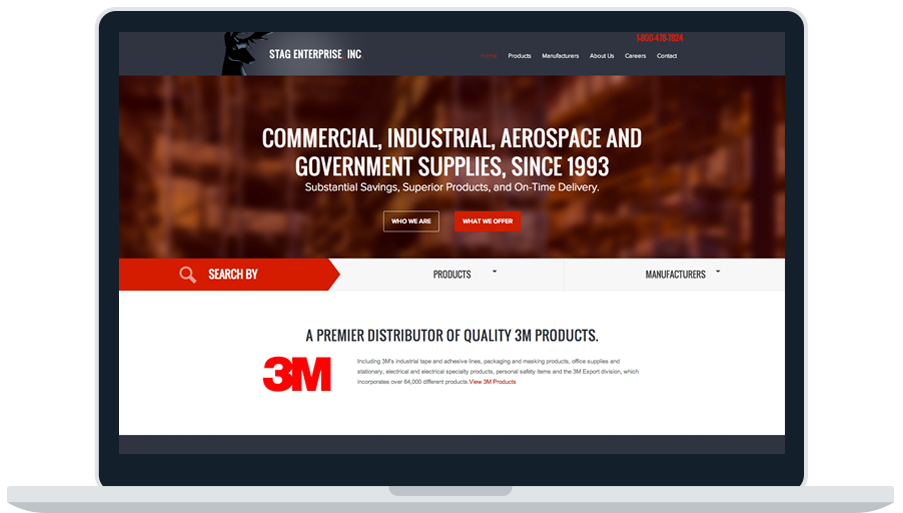 1-800-478-7824
STAG ENTERPRISE, INC
Home Products Manufacturers About Us Careers Contact
COMMERCIAL, INDUSTRIAL, AEROSPACE AND
GOVERNMENT SUPPLIES, SINCE 1993
Substantial Savings, Superior Products, and On-Time Delivery.
WHO WE ARE WHAT WE OFFER
SEARCH BY PRODUCTS MANUFACTURERS
A PREMIER DISTRIBUTOR OF QUALITY 3M PRODUCTS.
3M
Including 3M's industrial tape and adhesive lines, packaging and masking products, office supplies and
stationery, electrical and electrical specialty products, personal safety items and the 3M Export division, which
incorporates over 64,000 different products. View 3M Products